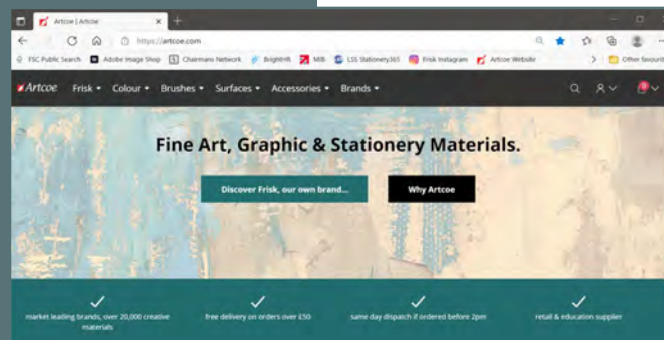 Artcoe | Artcoe
https://artcoe.com
FSC Public Search Adobe Image Shop Chairmans Network BrightHR MIB LSS Stationery365 Frisk Instagram Artcoe Website Other favourit
Artcoe Frisk Colour Brushes Surfaces Accessories Brands
Fine Art, Graphic & Stationery Materials.
Discover Frisk, our own brand... Why Artcoe
market leading brands, over 20,000 creative
materials
free delivery on orders over £50
same day dispatch if ordered before 2pm
retail & education supplier